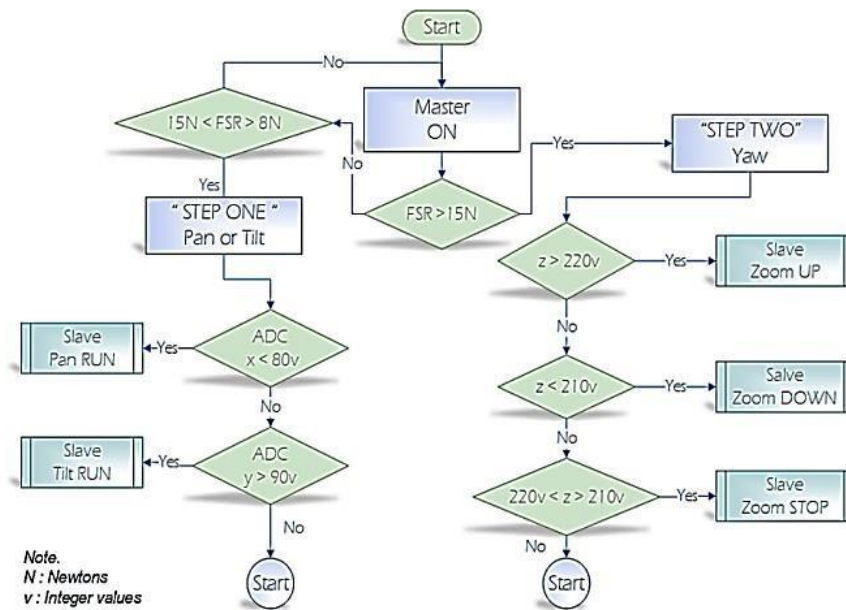 Start
No
Master
ON
15N < FSR > 8N
No
Yes
"STEP TWO"
Yaw
Yes
FSR > 15N
" STEP ONE "
Pan or Tilt
z > 220v
Yes
Slave
Zoom UP
No
ADC
x < 80v
Yes
Slave
Pan RUN
No
z < 210v
Yes
Salve
Zoom DOWN
No
ADC
y > 90v
Yes
Slave
Tilt RUN
No
220v < z > 210v
Yes
Slave
Zoom STOP
No
Start
Start
Note.
N : Newtons
v : Integer values